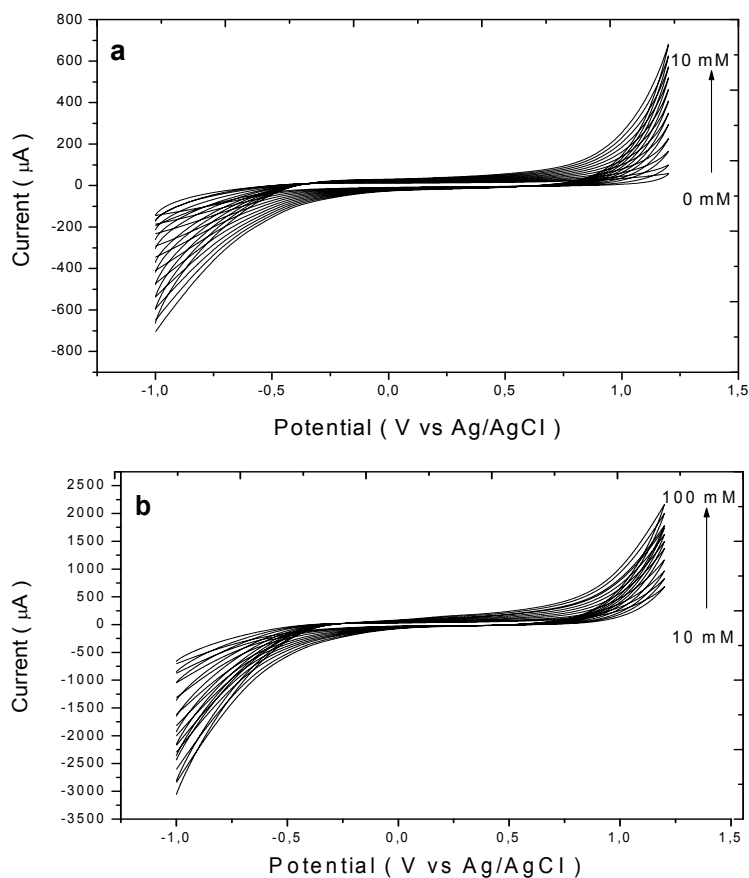 a
800
600
400
200
0
-200
-400
-600
-800
Current ( μA )
10 mM
0 mM
-1,0 -0,5 0,0 0,5 1,0 1,5
Potential ( V vs Ag/AgCl )
b
2500
2000
1500
1000
500
0
-500
-1000
-1500
-2000
-2500
-3000
-3500
Current ( μA )
100 mM
10 mM
-1,0 -0,5 0,0 0,5 1,0 1,5
Potential ( V vs Ag/AgCl )